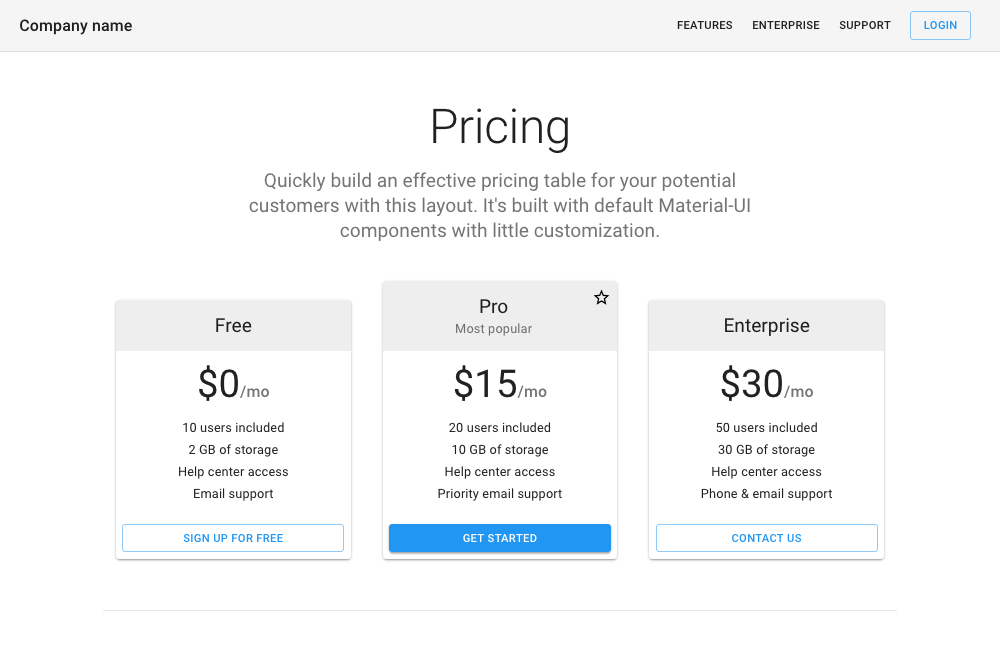 Company name
FEATURES
ENTERPRISE
SUPPORT
LOGIN
Pricing
Quickly build an effective pricing table for your potential
customers with this layout. It's built with default Material-UI
components with little customization.
Free
$0/mo
10 users included
2 GB of storage
Help center access
Email support
SIGN UP FOR FREE
Pro
Most popular
$15/mo
20 users included
10 GB of storage
Help center access
Priority email support
GET STARTED
Enterprise
$30/mo
50 users included
30 GB of storage
Help center access
Phone & email support
CONTACT US